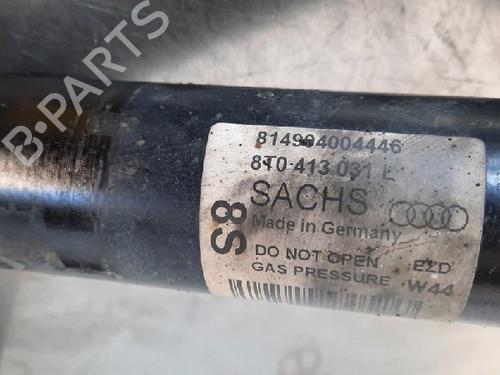 B-PARTS
814904004446
8T0 413 031 L
SACHS
Made in Germany
S8
DO NOT OPEN EZD
GAS PRESSURE W44